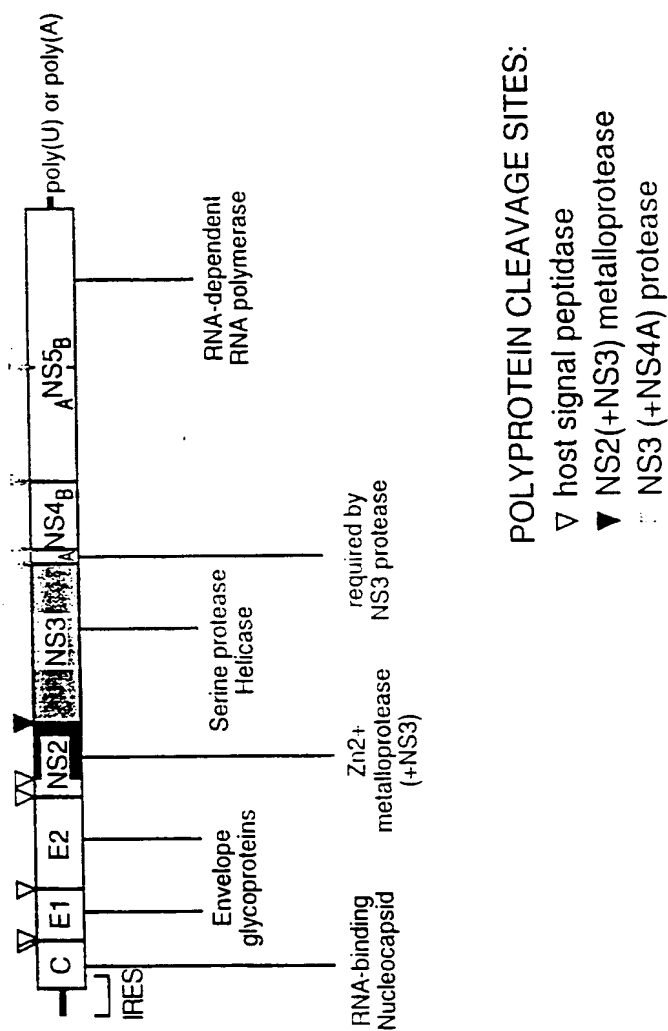 IRES
C
E1
E2
NS2
NS3
A
NS4B
A
NS5B
poly(U) or poly(A)
RNA-binding
Nucleocapsid
Envelope
glycoproteins
Zn2+
metalloprotease
(+NS3)
Serine protease
Helicase
required by
NS3 protease
RNA-dependent
RNA polymerase
POLYPROTEIN CLEAVAGE SITES:
▽ host signal peptidase
▼ NS2(+NS3) metalloprotease
NS3 (+NS4A) protease